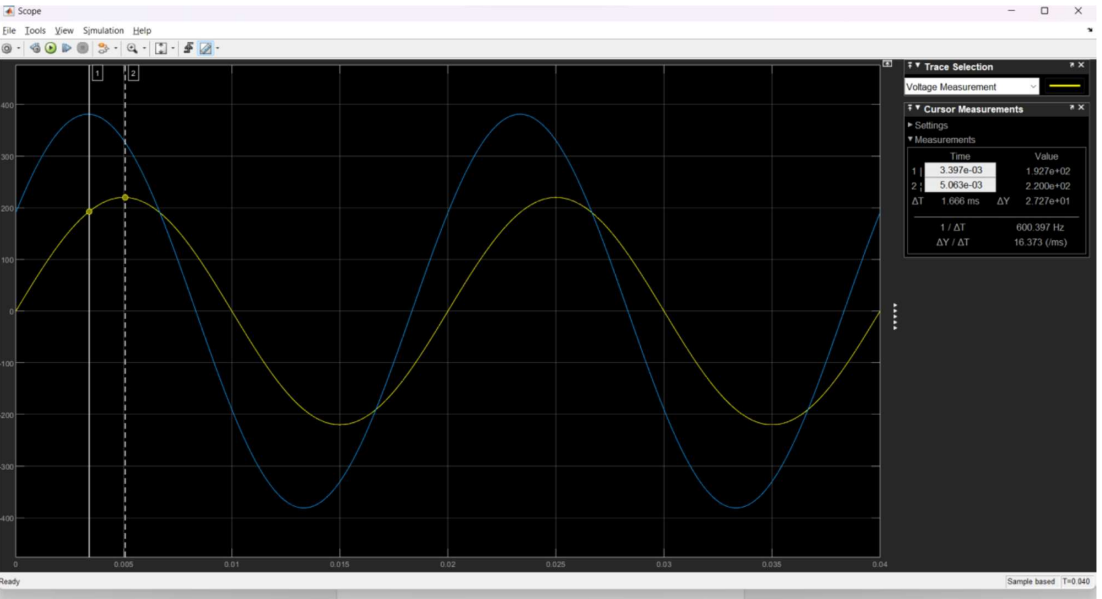 Scope
File Tools View Simulation Help
1 2
400
300
200
100
0
-100
-200
-300
-400
0 0.005 0.01 0.015 0.02 0.025 0.03 0.035 0.04
Trace Selection
Voltage Measurement
Cursor Measurements
Settings
Measurements
Time Value
1 | 3.397e-03 1.927e+02
2 ¦ 5.063e-03 2.200e+02
ΔT 1.666 ms ΔY 2.727e+01
1 / ΔT 600.397 Hz
ΔY / ΔT 16.373 (/ms)
Ready Sample based T=0.040